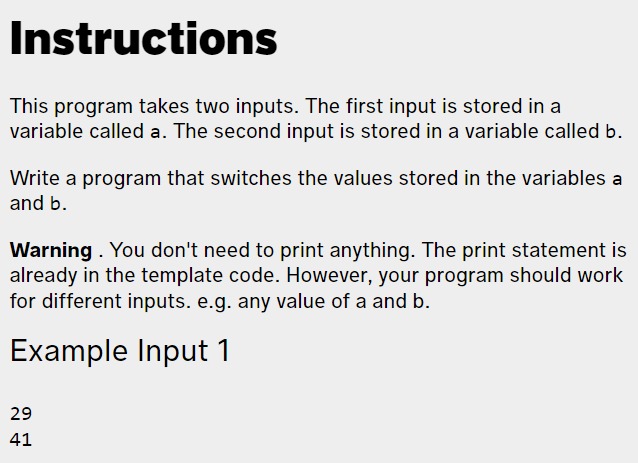 Instructions
This program takes two inputs. The first input is stored in a
variable called a. The second input is stored in a variable called b.
Write a program that switches the values stored in the variables a
and b.
Warning . You don't need to print anything. The print statement is
already in the template code. However, your program should work
for different inputs. e.g. any value of a and b.
Example Input 1
29
41